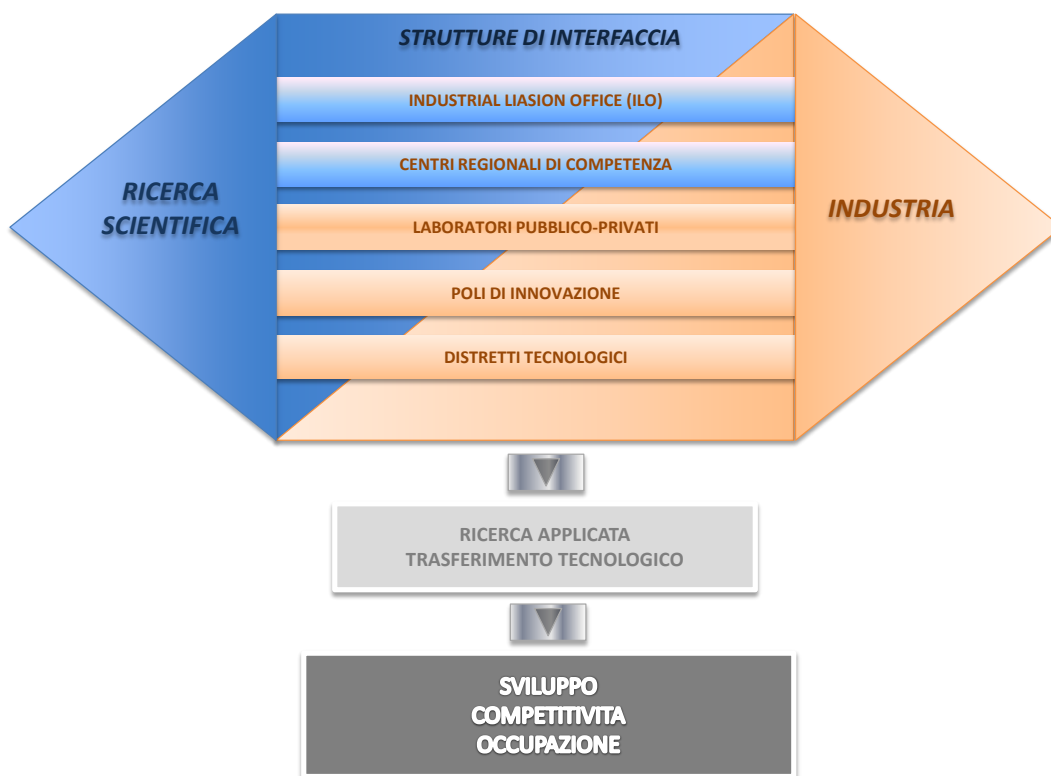 STRUTTURE DI INTERFACCIA
INDUSTRIAL LIASION OFFICE (ILO)
CENTRI REGIONALI DI COMPETENZA
RICERCA
SCIENTIFICA
LABORATORI PUBBLICO-PRIVATI
INDUSTRIA
POLI DI INNOVAZIONE
DISTRETTI TECNOLOGICI
RICERCA APPLICATA
TRASFERIMENTO TECNOLOGICO
SVILUPPO
COMPETITIVITA
OCCUPAZIONE